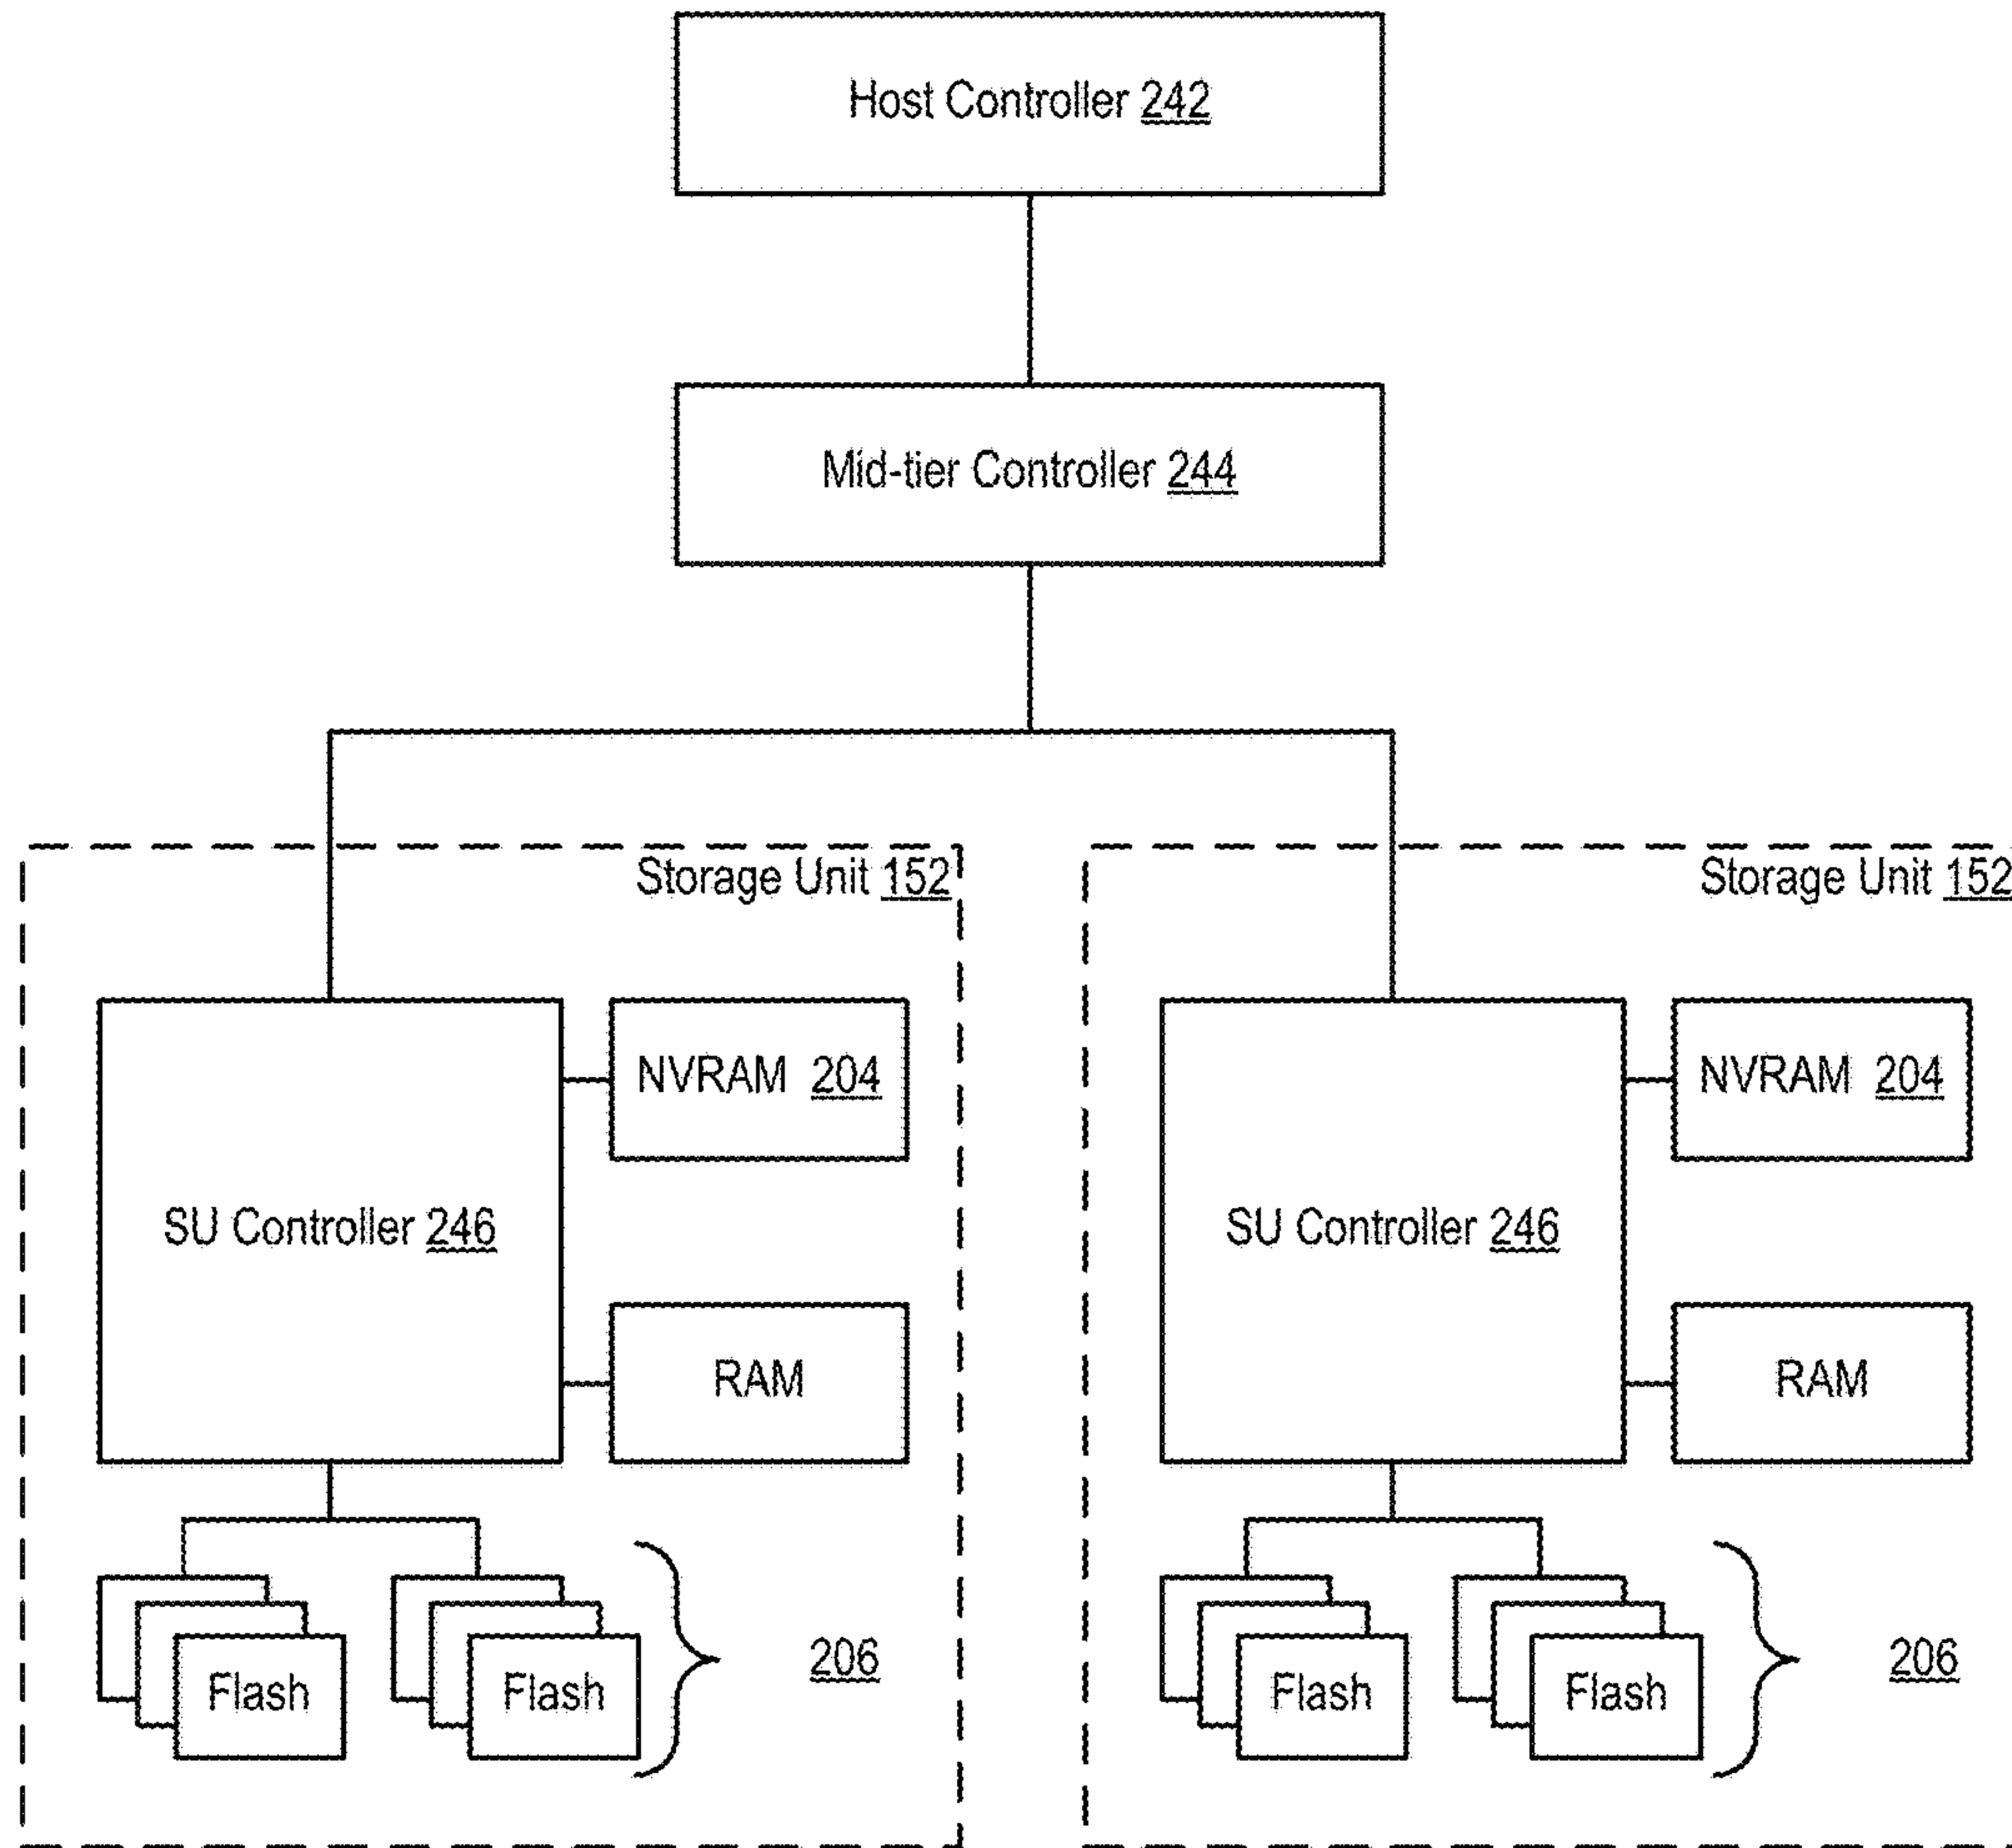 Host Controller 242
Mid-tier Controller 244
Storage Unit 152
Storage Unit 152
NVRAM 204
NVRAM 204
SU Controller 246
SU Controller 246
RAM
RAM
206
206
Flash
Flash
Flash
Flash